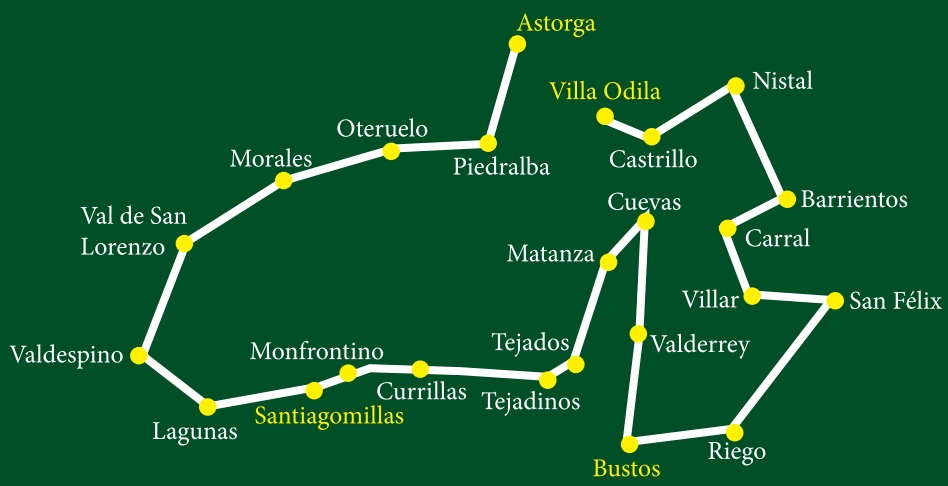 Astorga
Villa Odila
Nistal
Oteruelo
Castrillo
Morales
Piedralba
Barrientos
Cuevas
Val de San
Lorenzo
Carral
Matanza
Villar
San Félix
Tejados
Valderrey
Valdespino
Monfrontino
Currillas
Tejadinos
Santiagomillas
Lagunas
Riego
Bustos